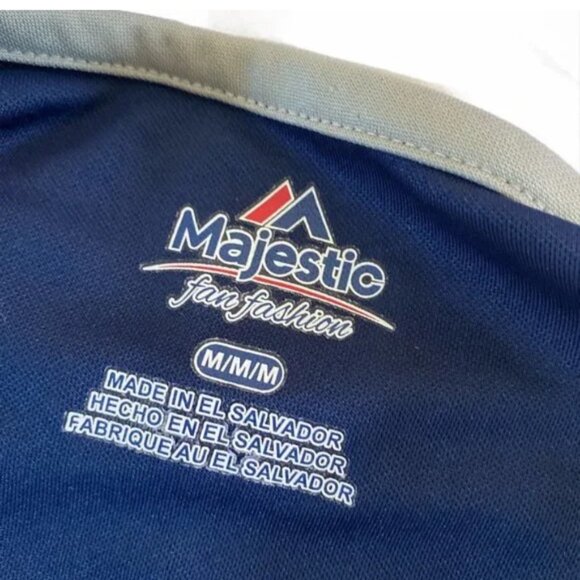 Majestic
fan fashion
M/M/M
MADE IN EL SALVADOR
HECHO EN EL SALVADOR
FABRIQUE AU EL SALVADOR